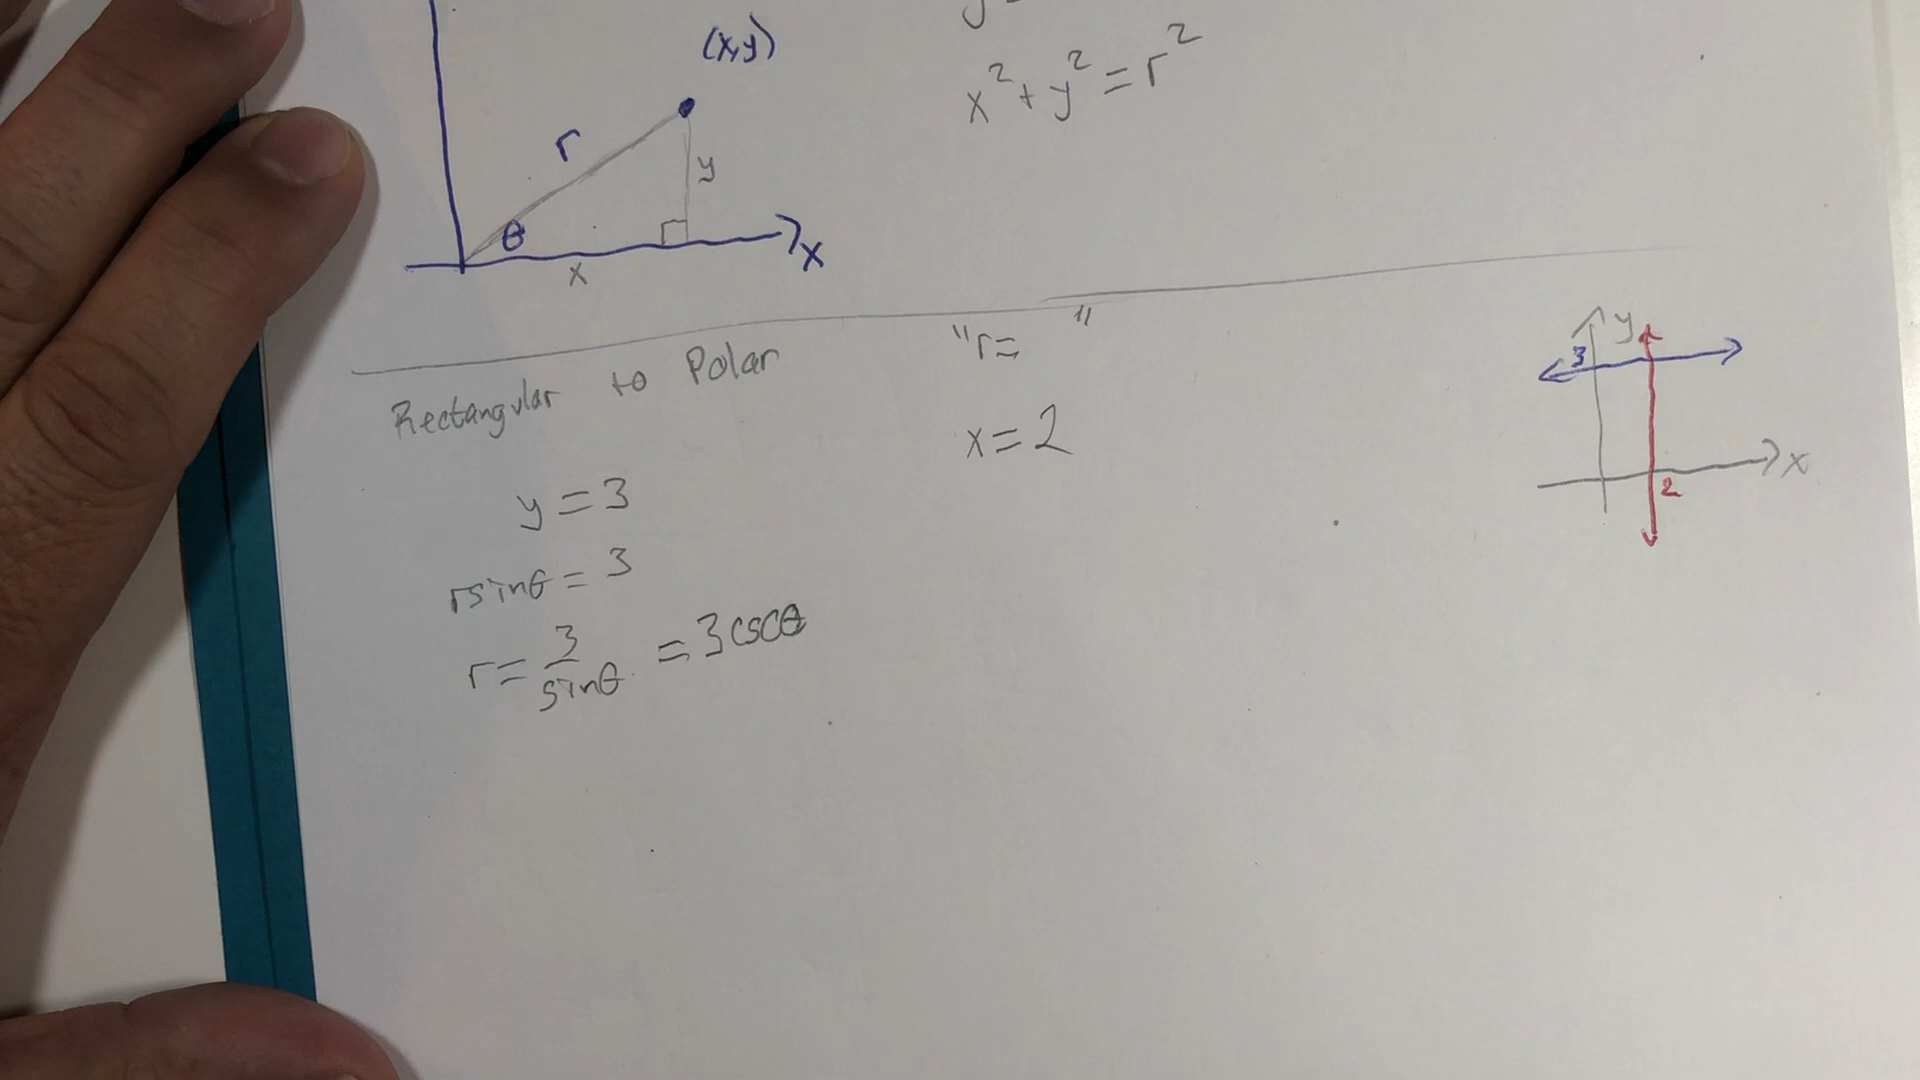 (x,y)
x² + y² = r²
r
y
θ
x
x
Rectangular to Polar
"r= "
y = 3
rsinθ = 3
r = 3/sinθ = 3cscθ
x = 2
y
3
x
2